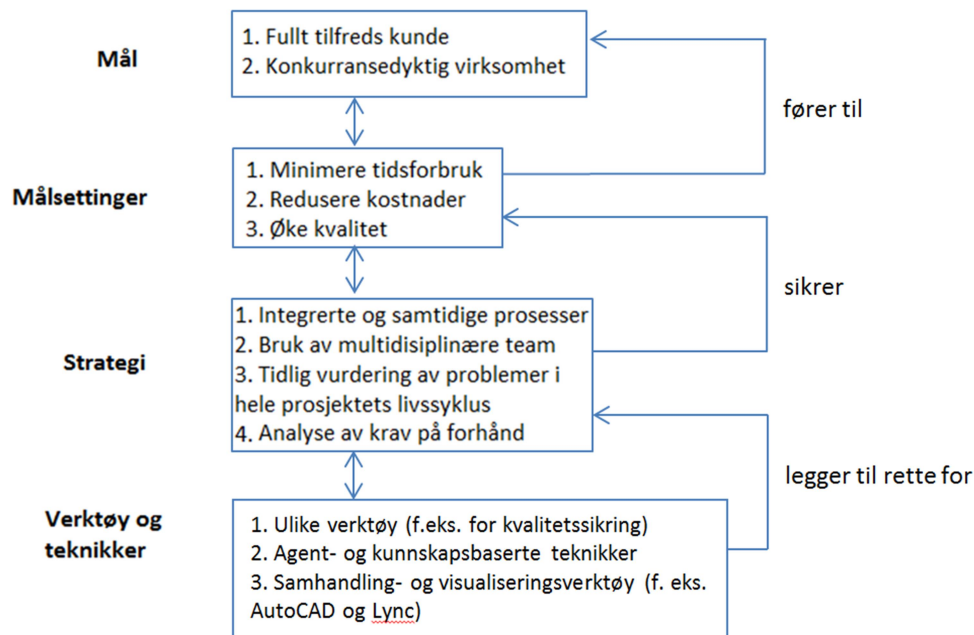 Mål
1. Fullt tilfreds kunde
2. Konkurransedyktig virksomhet
fører til
Målsettinger
1. Minimere tidsforbruk
2. Redusere kostnader
3. Øke kvalitet
sikrer
Strategi
1. Integrerte og samtidige prosesser
2. Bruk av multidisiplinære team
3. Tidlig vurdering av problemer i
hele prosjektets livssyklus
4. Analyse av krav på forhånd
legger til rette for
Verktøy og
teknikker
1. Ulike verktøy (f.eks. for kvalitetssikring)
2. Agent- og kunnskapsbaserte teknikker
3. Samhandling- og visualiseringsverktøy (f. eks.
AutoCAD og Lync)